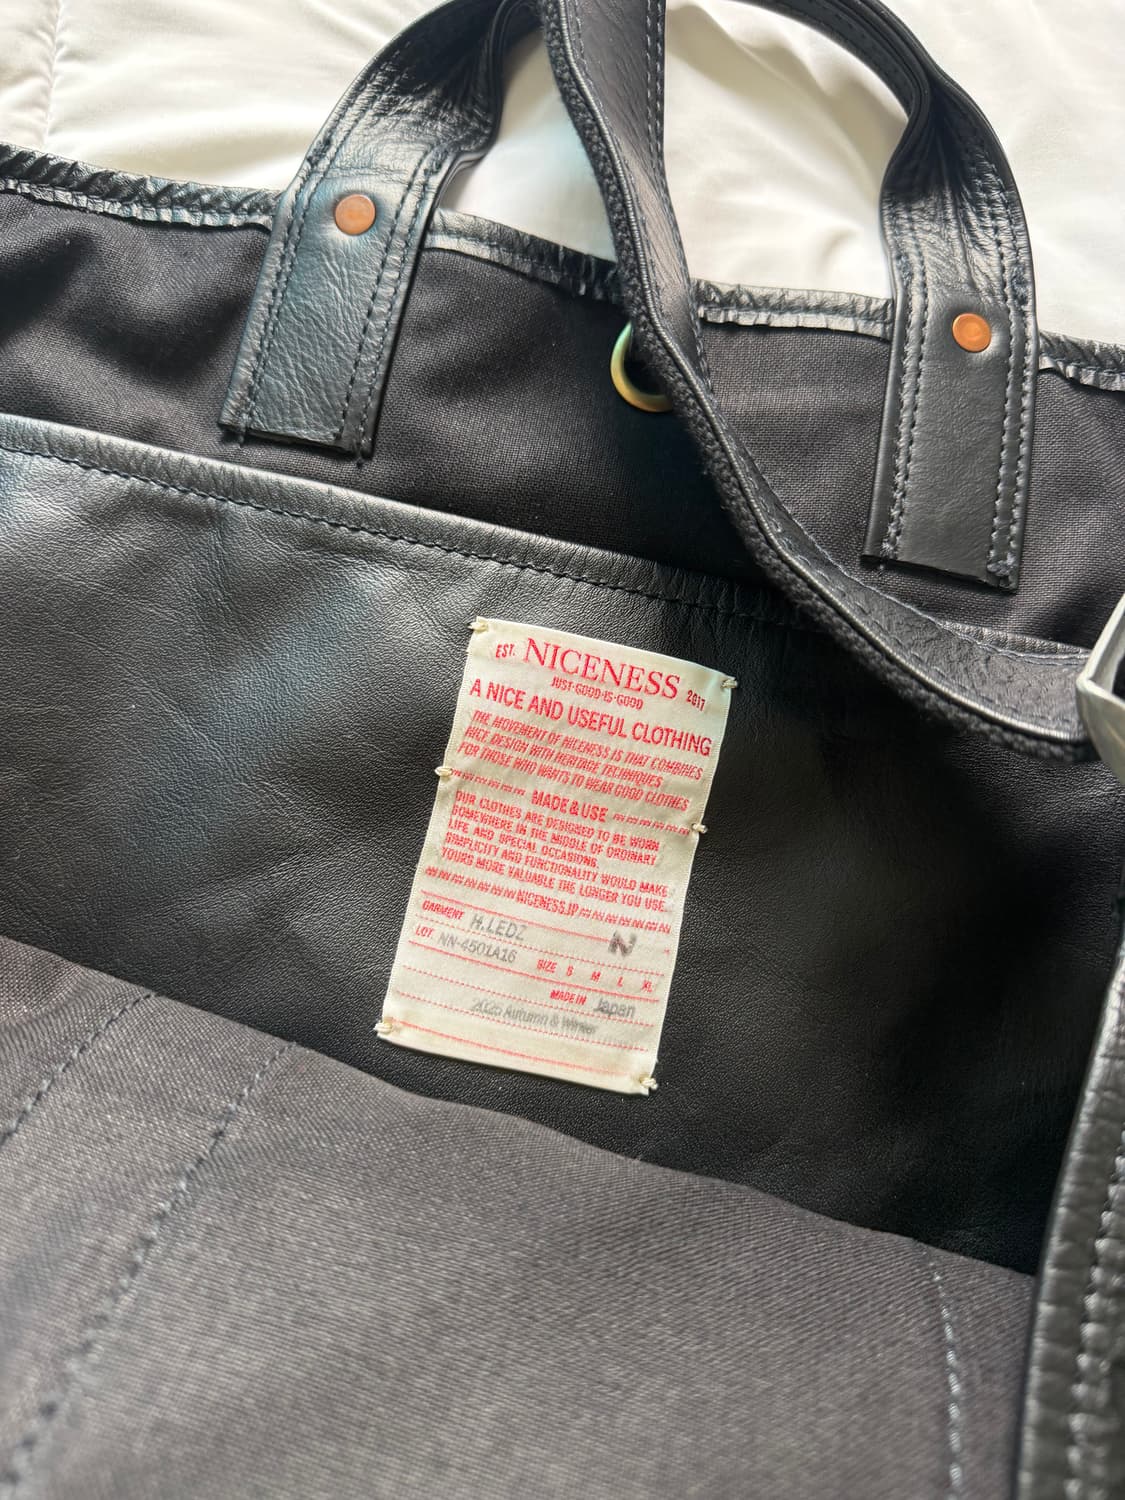 EST. NICENESS 2017
JUST·GOOD·IS·GOOD
A NICE AND USEFUL CLOTHING
THE MOVEMENT OF NICENESS IS THAT COMBINES
NICE DESIGN WITH HERITAGE TECHNIQUES
FOR THOSE WHO WANTS TO WEAR GOOD CLOTHES
MADE & USE
OUR CLOTHES ARE DESIGNED TO BE WORN
SOMEWHERE IN THE MIDDLE OF ORDINARY
LIFE AND SPECIAL OCCASIONS.
SIMPLICITY AND FUNCTIONALITY WOULD MAKE
YOURS MORE VALUABLE THE LONGER YOU USE.
NICENESS.JP
GARMENT H.LEDZ N
LOT. NN-4501A16
SIZE S M L XL
MADE IN Japan
2025 Autumn & Winter